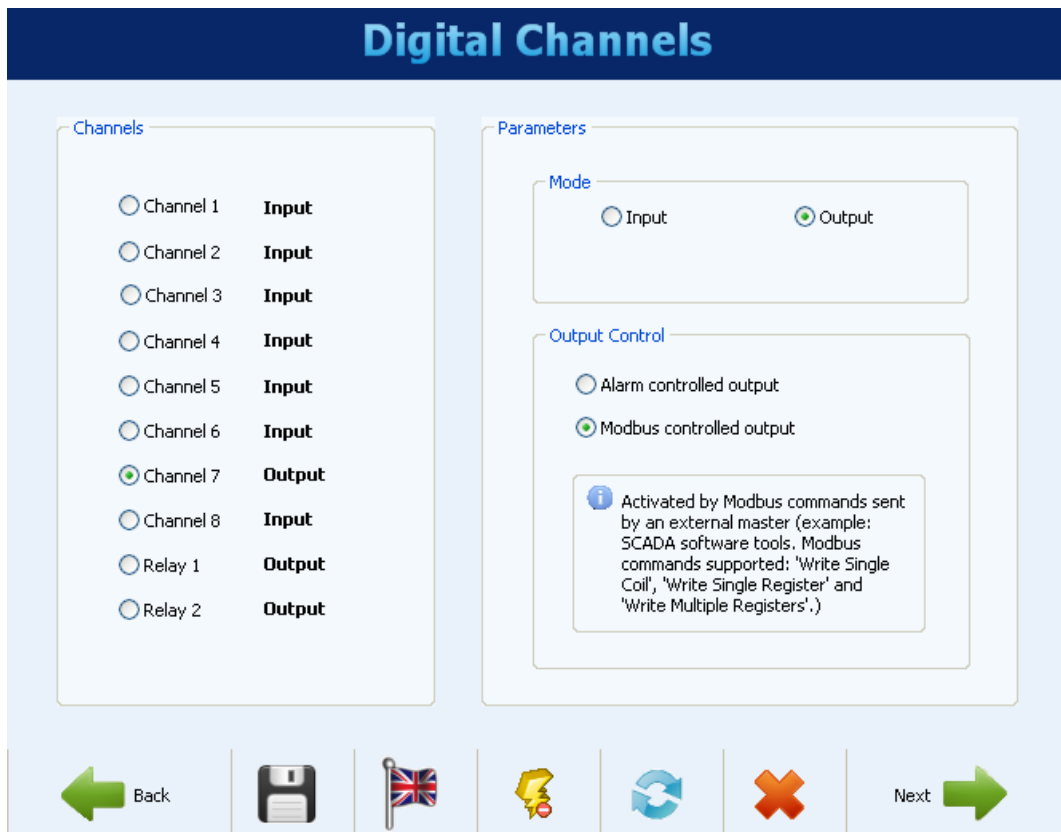 Digital Channels
Channels
Channel 1 Input
Channel 2 Input
Channel 3 Input
Channel 4 Input
Channel 5 Input
Channel 6 Input
Channel 7 Output
Channel 8 Input
Relay 1 Output
Relay 2 Output
Parameters
Mode
Input Output
Output Control
Alarm controlled output
Modbus controlled output
Activated by Modbus commands sent
by an external master (example:
SCADA software tools. Modbus
commands supported: 'Write Single
Coil', 'Write Single Register' and
'Write Multiple Registers'.)
Back
Next